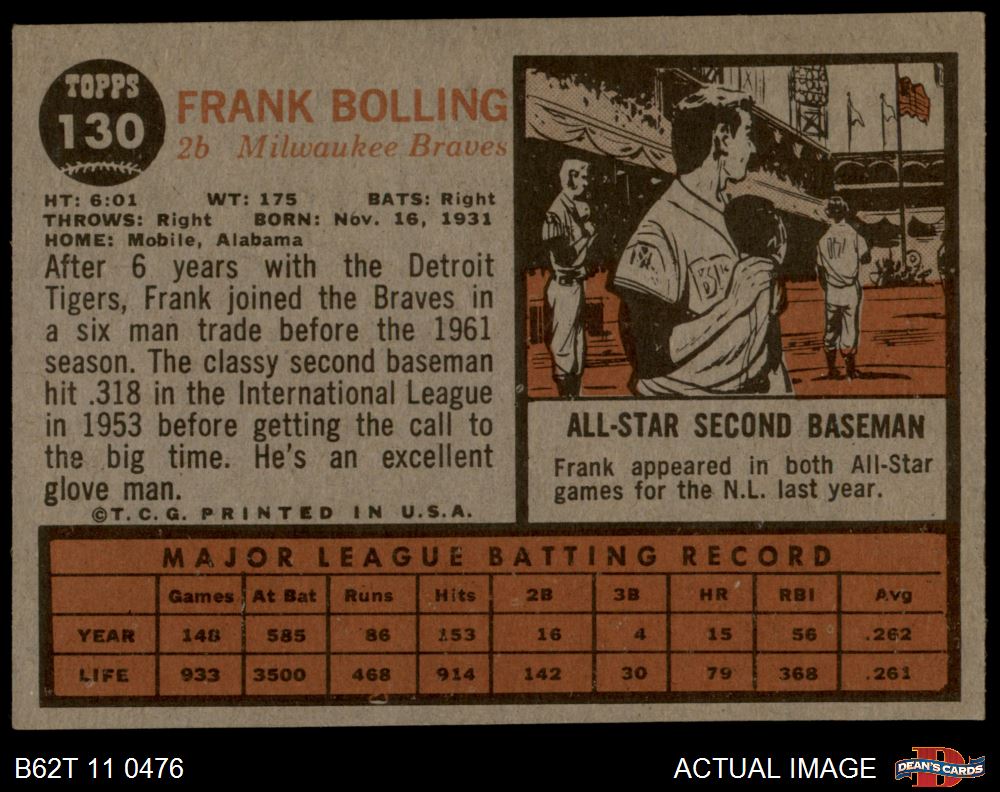 TOPPS
130
FRANK BOLLING
2b Milwaukee Braves
HT: 6:01 WT: 175 BATS: Right
THROWS: Right BORN: Nov. 16, 1931
HOME: Mobile, Alabama
After 6 years with the Detroit
Tigers, Frank joined the Braves in
a six man trade before the 1961
season. The classy second baseman
hit .318 in the International League
in 1953 before getting the call to
the big time. He's an excellent
glove man.
©T.C.G. PRINTED IN U.S.A.
ALL-STAR SECOND BASEMAN
Frank appeared in both All-Star
games for the N.L. last year.
MAJOR LEAGUE BATTING RECORD
Games At Bat Runs Hits 2B 3B HR RBI Avg
YEAR 148 585 86 153 16 4 15 56 .262
LIFE 933 3500 468 914 142 30 79 368 .261
B62T 11 0476
ACTUAL IMAGE
DEAN'S CARDS